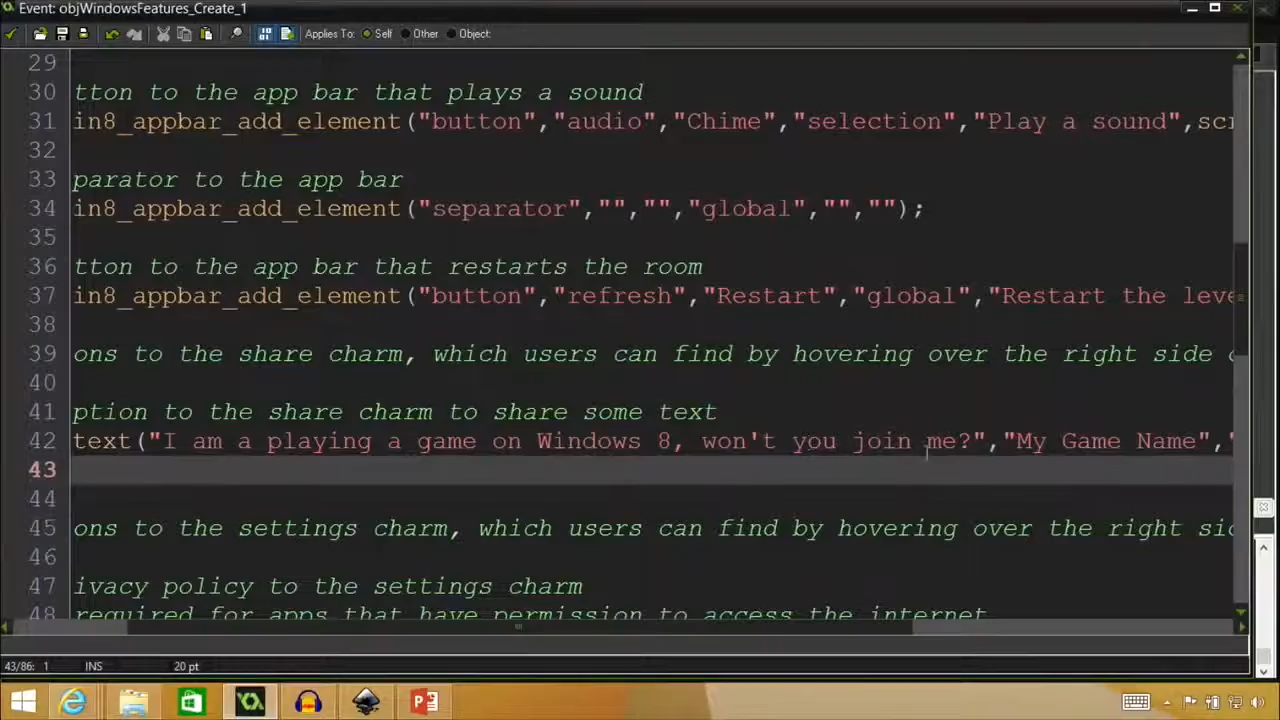 Event: objWindowsFeatures_Create_1
Applies To: Self Other Object:
29
30 tton to the app bar that plays a sound
31 in8_appbar_add_element("button","audio","Chime","selection","Play a sound",scr
32
33 parator to the app bar
34 in8_appbar_add_element("separator","","","global","","");
35
36 tton to the app bar that restarts the room
37 in8_appbar_add_element("button","refresh","Restart","global","Restart the leve
38
39 ons to the share charm, which users can find by hovering over the right side o
40
41 ption to the share charm to share some text
42 text("I am a playing a game on Windows 8, won't you join me?","My Game Name","
43
44
45 ons to the settings charm, which users can find by hovering over the right sid
46
47 ivacy policy to the settings charm
48 required for apps that have permission to access the internet
43/86: 1 INS 20 pt